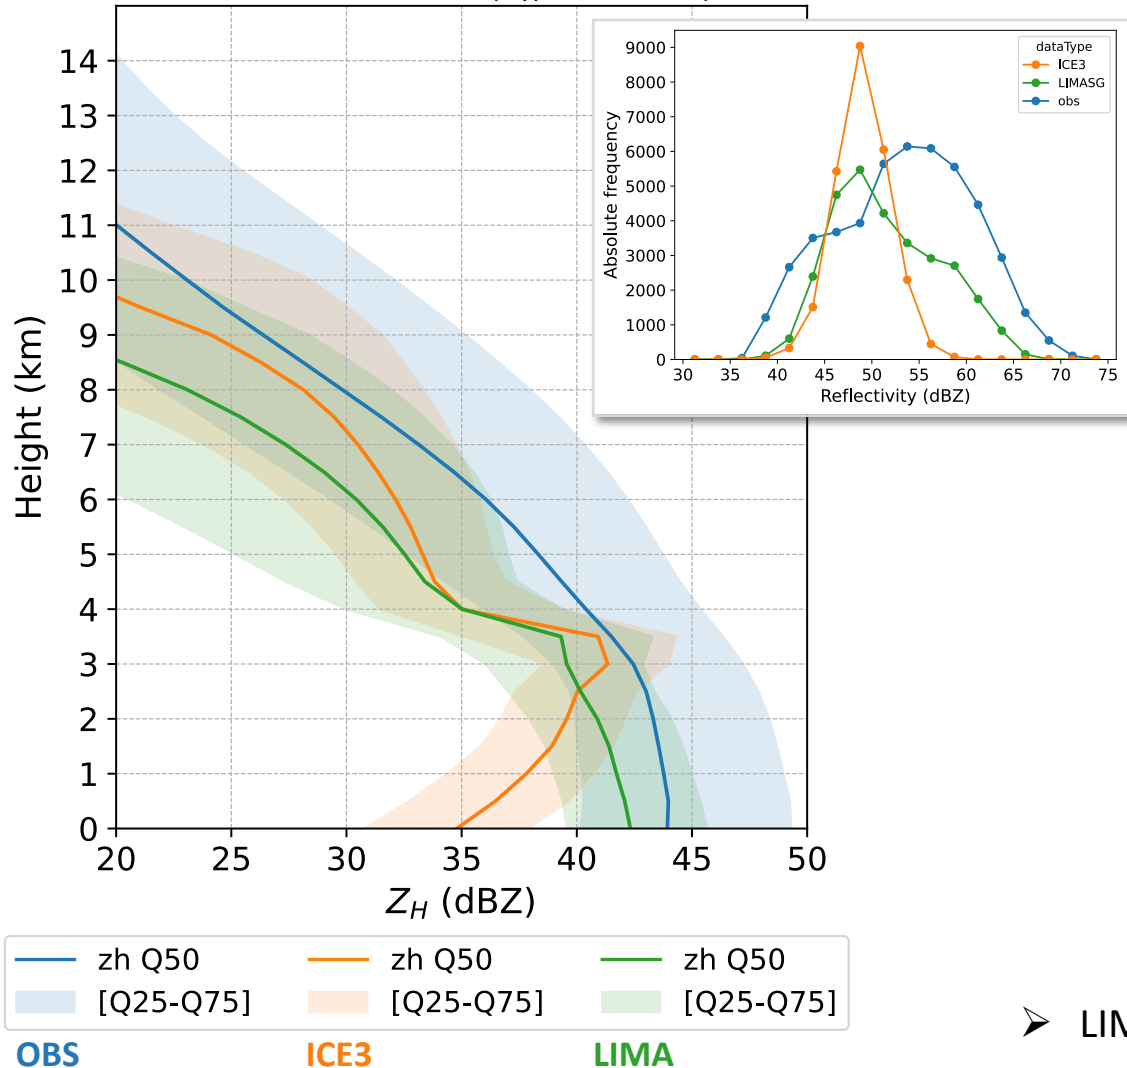 14
13
12
11
10
9
8
7
6
5
4
3
2
1
0
Height (km)
20 25 30 35 40 45 50
Z_H (dBZ)
9000
8000
7000
6000
5000
4000
3000
2000
1000
0
Absolute frequency
30 35 40 45 50 55 60 65 70 75
Reflectivity (dBZ)
dataType
ICE3
LIMASG
obs
zh Q50 zh Q50 zh Q50
[Q25-Q75] [Q25-Q75] [Q25-Q75]
OBS ICE3 LIMA
➢ LIM